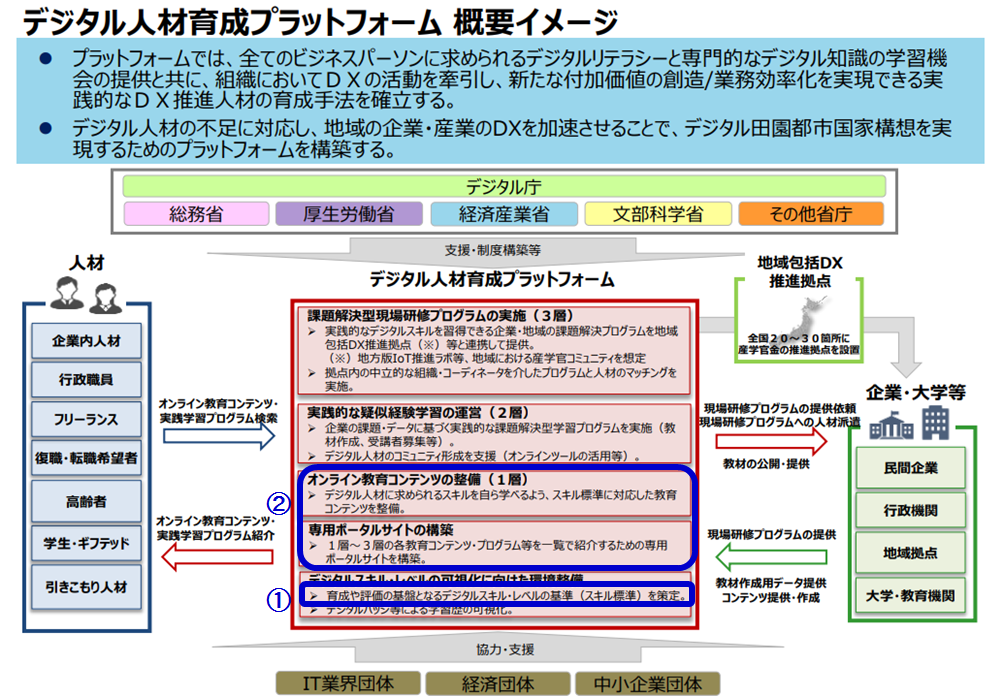 デジタル人材育成プラットフォーム 概要イメージ
● プラットフォームでは、全てのビジネスパーソンに求められるデジタルリテラシーと専門的なデジタル知識の学習機
会の提供と共に、組織においてＤＸの活動を牽引し、新たな付加価値の創造/業務効率化を実現できる実
践的なＤＸ推進人材の育成手法を確立する。
● デジタル人材の不足に対応し、地域の企業・産業のDXを加速させることで、デジタル田園都市国家構想を実
現するためのプラットフォームを構築する。
デジタル庁
総務省
厚生労働省
経済産業省
文部科学省
その他省庁
支援・制度構築等
人材
企業内人材
行政職員
フリーランス
復職・転職希望者
高齢者
学生・ギフテッド
引きこもり人材
オンライン教育コンテンツ・
実践学習プログラム検索
オンライン教育コンテンツ・
実践学習プログラム紹介
デジタル人材育成プラットフォーム
課題解決型現場研修プログラムの実施（３層）
➢ 実践的なデジタルスキルを習得できる企業・地域の課題解決プログラムを地域
包括DX推進拠点（※）等と連携して提供。
（※）地方版IoT推進ラボ等、地域における産学官コミュニティを想定
➢ 拠点内の中立的な組織・コーディネータを介したプログラムと人材のマッチングを
実施。
実践的な疑似経験学習の運営（２層）
➢ 企業の課題・データに基づく実践的な課題解決型学習プログラムを実施（教
材作成、受講者募集等）。
➢ デジタル人材のコミュニティ形成を支援（オンラインツールの活用等）。
②
オンライン教育コンテンツの整備（１層）
➢ デジタル人材に求められるスキルを自ら学べるよう、スキル標準に対応した教育
コンテンツを整備。
専用ポータルサイトの構築
➢ １層～３層の各教育コンテンツ・プログラム等を一覧で紹介するための専用
ポータルサイトを構築。
デジタルスキル・レベルの可視化に向けた環境整備
①
➢ 育成や評価の基盤となるデジタルスキル・レベルの基準（スキル標準）を策定。
➢ デジタルバッジ等による学習歴の可視化。
地域包括DX
推進拠点
全国２０～３０箇所に
産学官金の推進拠点を設置
現場研修プログラムの提供依頼
現場研修プログラムへの人材派遣
教材の公開・提供
現場研修プログラムの提供
教材作成用データ提供
コンテンツ提供・作成
企業・大学等
民間企業
行政機関
地域拠点
大学・教育機関
協力・支援
IT業界団体
経済団体
中小企業団体